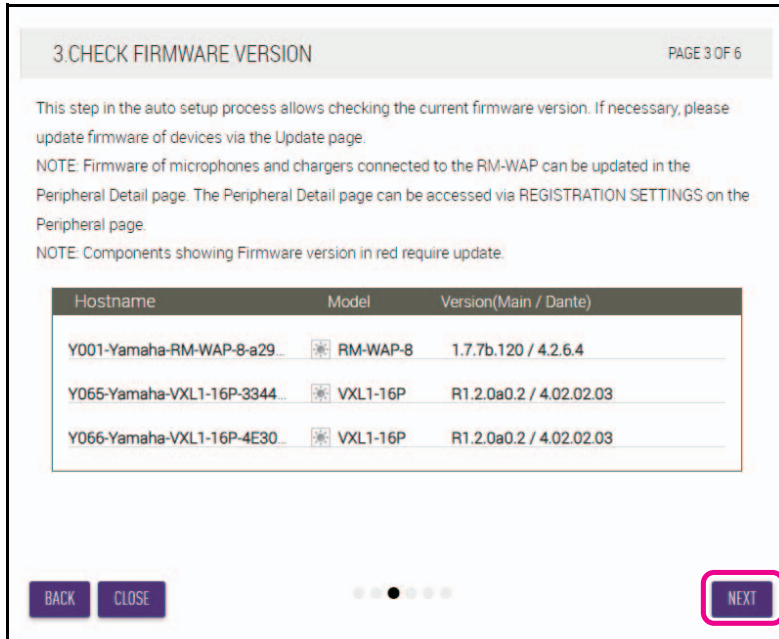 3.CHECK FIRMWARE VERSION PAGE 3 OF 6
This step in the auto setup process allows checking the current firmware version. If necessary, please
update firmware of devices via the Update page.
NOTE: Firmware of microphones and chargers connected to the RM-WAP can be updated in the
Peripheral Detail page. The Peripheral Detail page can be accessed via REGISTRATION SETTINGS on the
Peripheral page.
NOTE: Components showing Firmware version in red require update.
Hostname Model Version(Main / Dante)
Y001-Yamaha-RM-WAP-8-a29... RM-WAP-8 1.7.7b.120 / 4.2.6.4
Y065-Yamaha-VXL1-16P-3344... VXL1-16P R1.2.0a0.2 / 4.02.02.03
Y066-Yamaha-VXL1-16P-4E30... VXL1-16P R1.2.0a0.2 / 4.02.02.03
BACK CLOSE NEXT